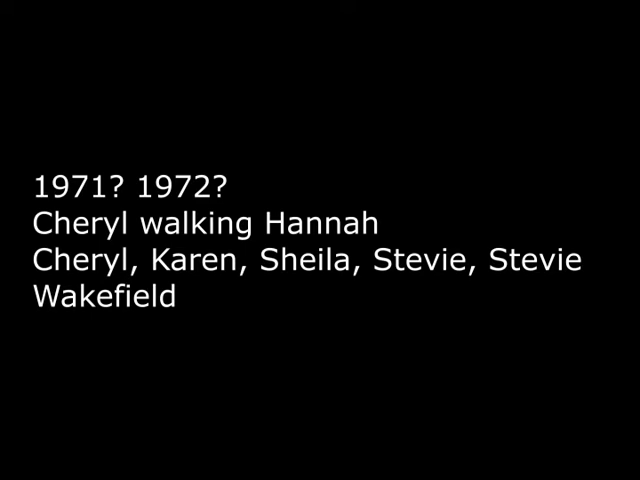 1971? 1972?
Cheryl walking Hannah
Cheryl, Karen, Sheila, Stevie, Stevie
Wakefield